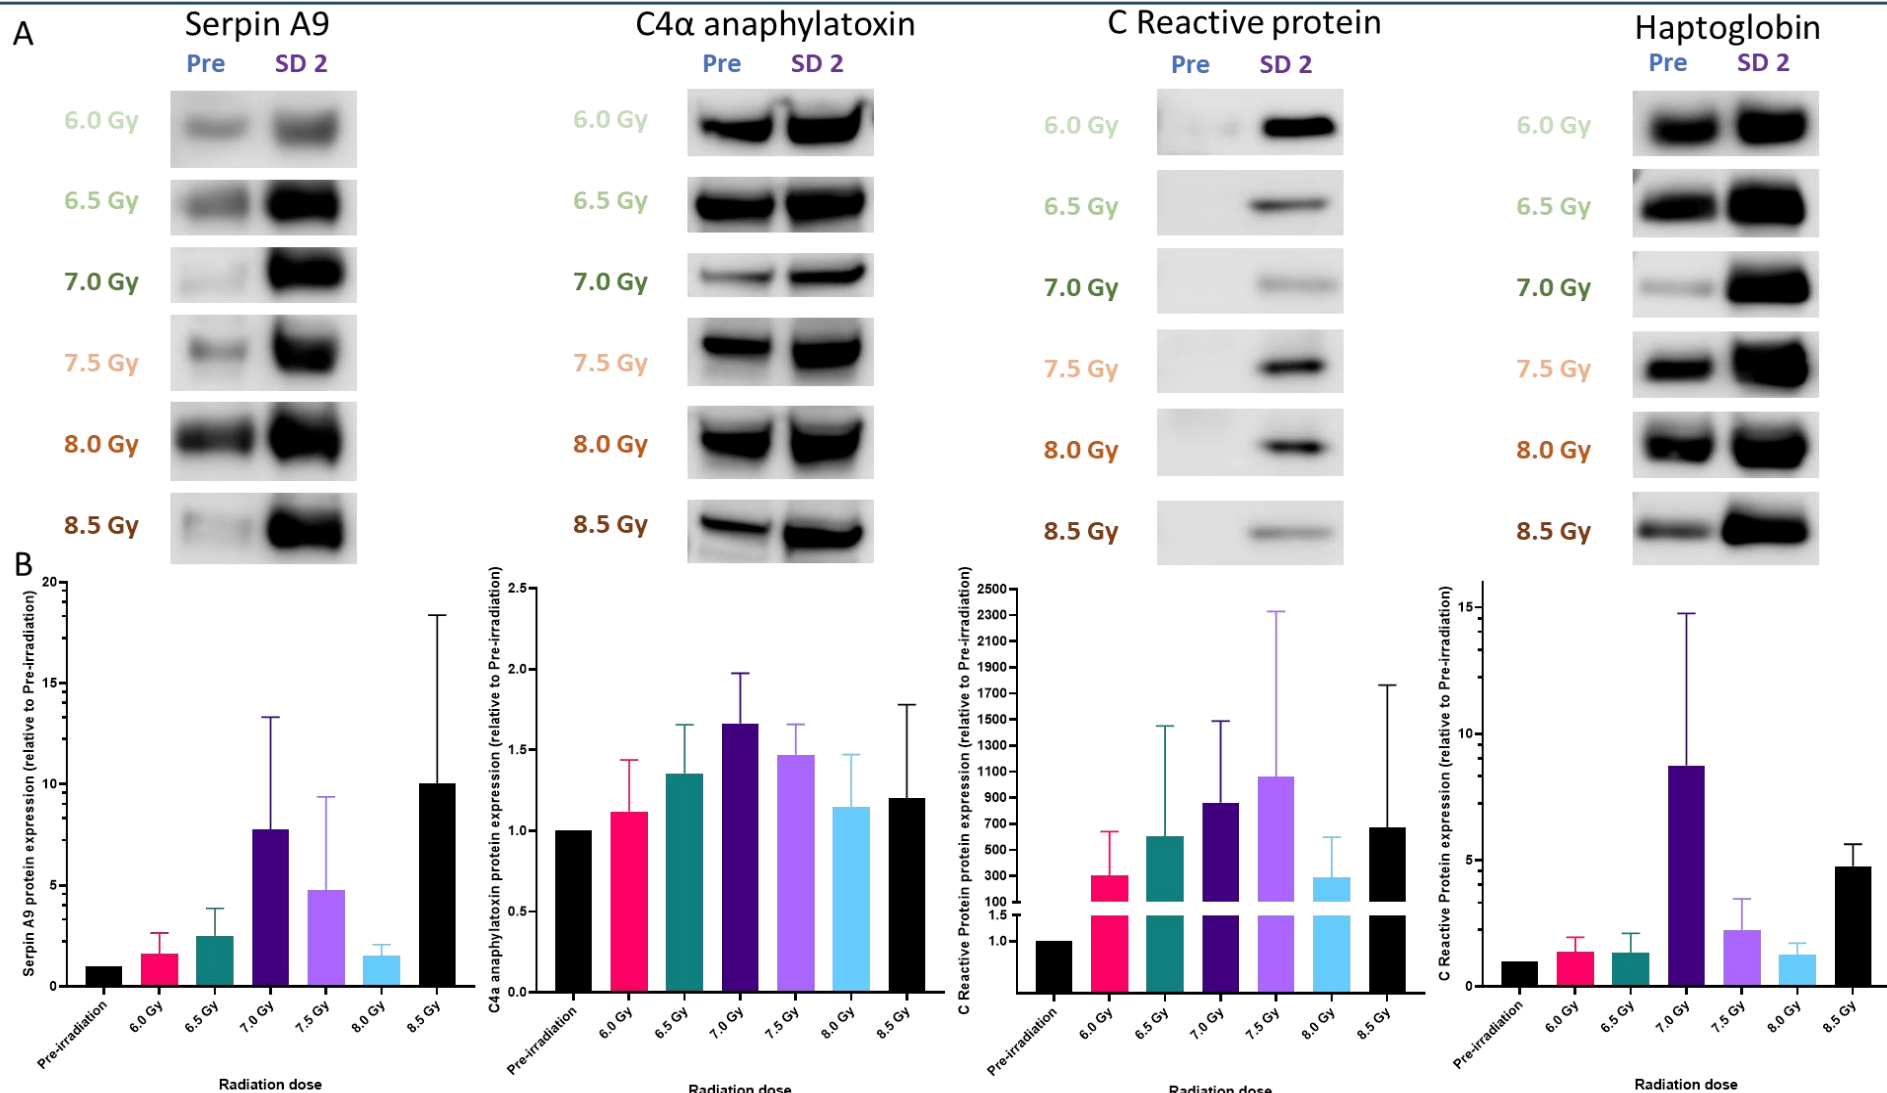 A
Serpin A9
C4α anaphylatoxin
C Reactive protein
Haptoglobin
Pre SD 2
Pre SD 2
Pre SD 2
Pre SD 2
6.0 Gy
6.5 Gy
7.0 Gy
7.5 Gy
8.0 Gy
8.5 Gy
6.0 Gy
6.5 Gy
7.0 Gy
7.5 Gy
8.0 Gy
8.5 Gy
6.0 Gy
6.5 Gy
7.0 Gy
7.5 Gy
8.0 Gy
8.5 Gy
6.0 Gy
6.5 Gy
7.0 Gy
7.5 Gy
8.0 Gy
8.5 Gy
B
Serpin A9 protein expression (relative to Pre-irradiation)
20
15
10
5
0
Pre-irradiation
6.0 Gy
6.5 Gy
7.0 Gy
7.5 Gy
8.0 Gy
8.5 Gy
Radiation dose
C4a anaphylatoxin protein expression (relative to Pre-irradiation)
2.5
2.0
1.5
1.0
0.5
0.0
Pre-irradiation
6.0 Gy
6.5 Gy
7.0 Gy
7.5 Gy
8.0 Gy
8.5 Gy
Radiation dose
C Reactive Protein protein expression (relative to Pre-irradiation)
2500
2300
2100
1900
1700
1500
1300
1100
900
700
500
300
100
1.5
1.0
Pre-irradiation
6.0 Gy
6.5 Gy
7.0 Gy
7.5 Gy
8.0 Gy
8.5 Gy
Radiation dose
C Reactive Protein expression (relative to Pre-irradiation)
15
10
5
0
Pre-irradiation
6.0 Gy
6.5 Gy
7.0 Gy
7.5 Gy
8.0 Gy
8.5 Gy
Radiation dose